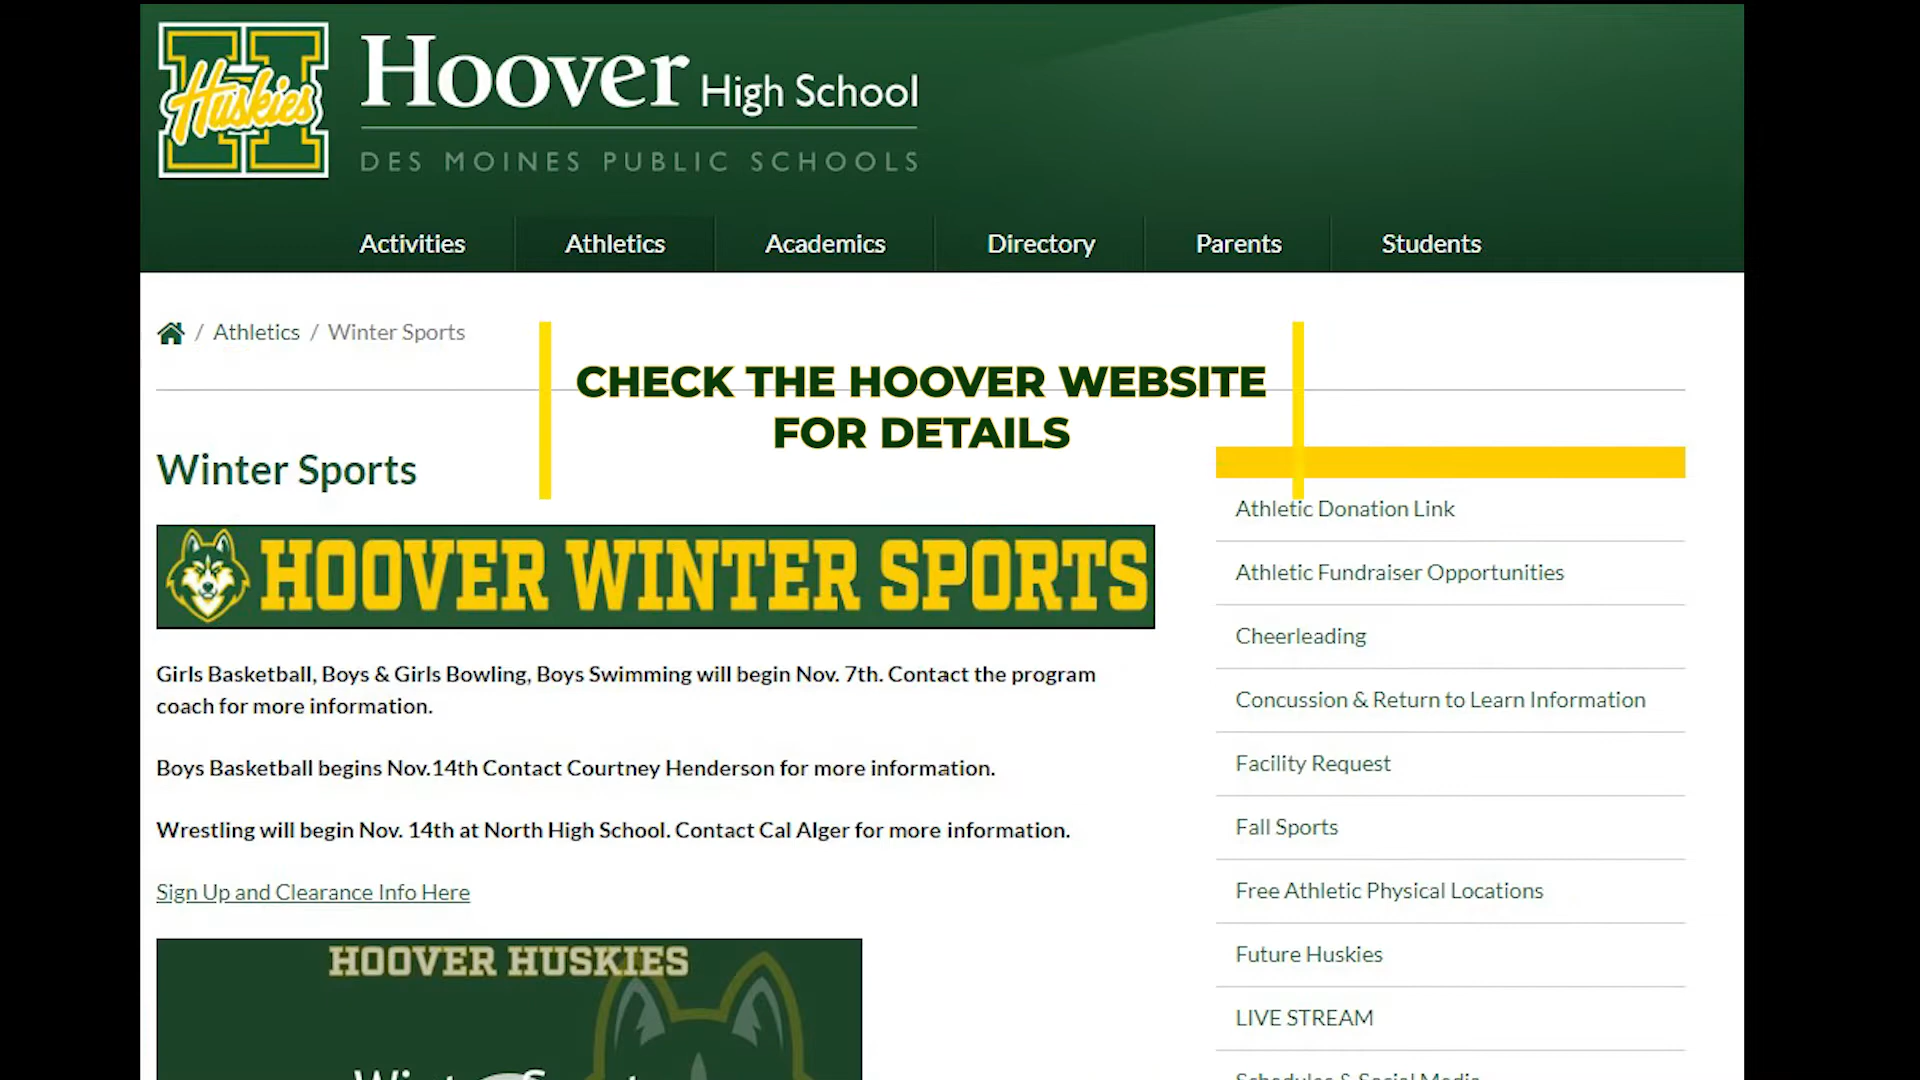 Huskies
Hoover High School
DES MOINES PUBLIC SCHOOLS
Activities
Athletics
Academics
Directory
Parents
Students
/ Athletics / Winter Sports
CHECK THE HOOVER WEBSITE
FOR DETAILS
Winter Sports
HOOVER WINTER SPORTS
Girls Basketball, Boys & Girls Bowling, Boys Swimming will begin Nov. 7th. Contact the program
coach for more information.
Boys Basketball begins Nov.14th Contact Courtney Henderson for more information.
Wrestling will begin Nov. 14th at North High School. Contact Cal Alger for more information.
Sign Up and Clearance Info Here
HOOVER HUSKIES
Athletic Donation Link
Athletic Fundraiser Opportunities
Cheerleading
Concussion & Return to Learn Information
Facility Request
Fall Sports
Free Athletic Physical Locations
Future Huskies
LIVE STREAM
Schedules & Social Media